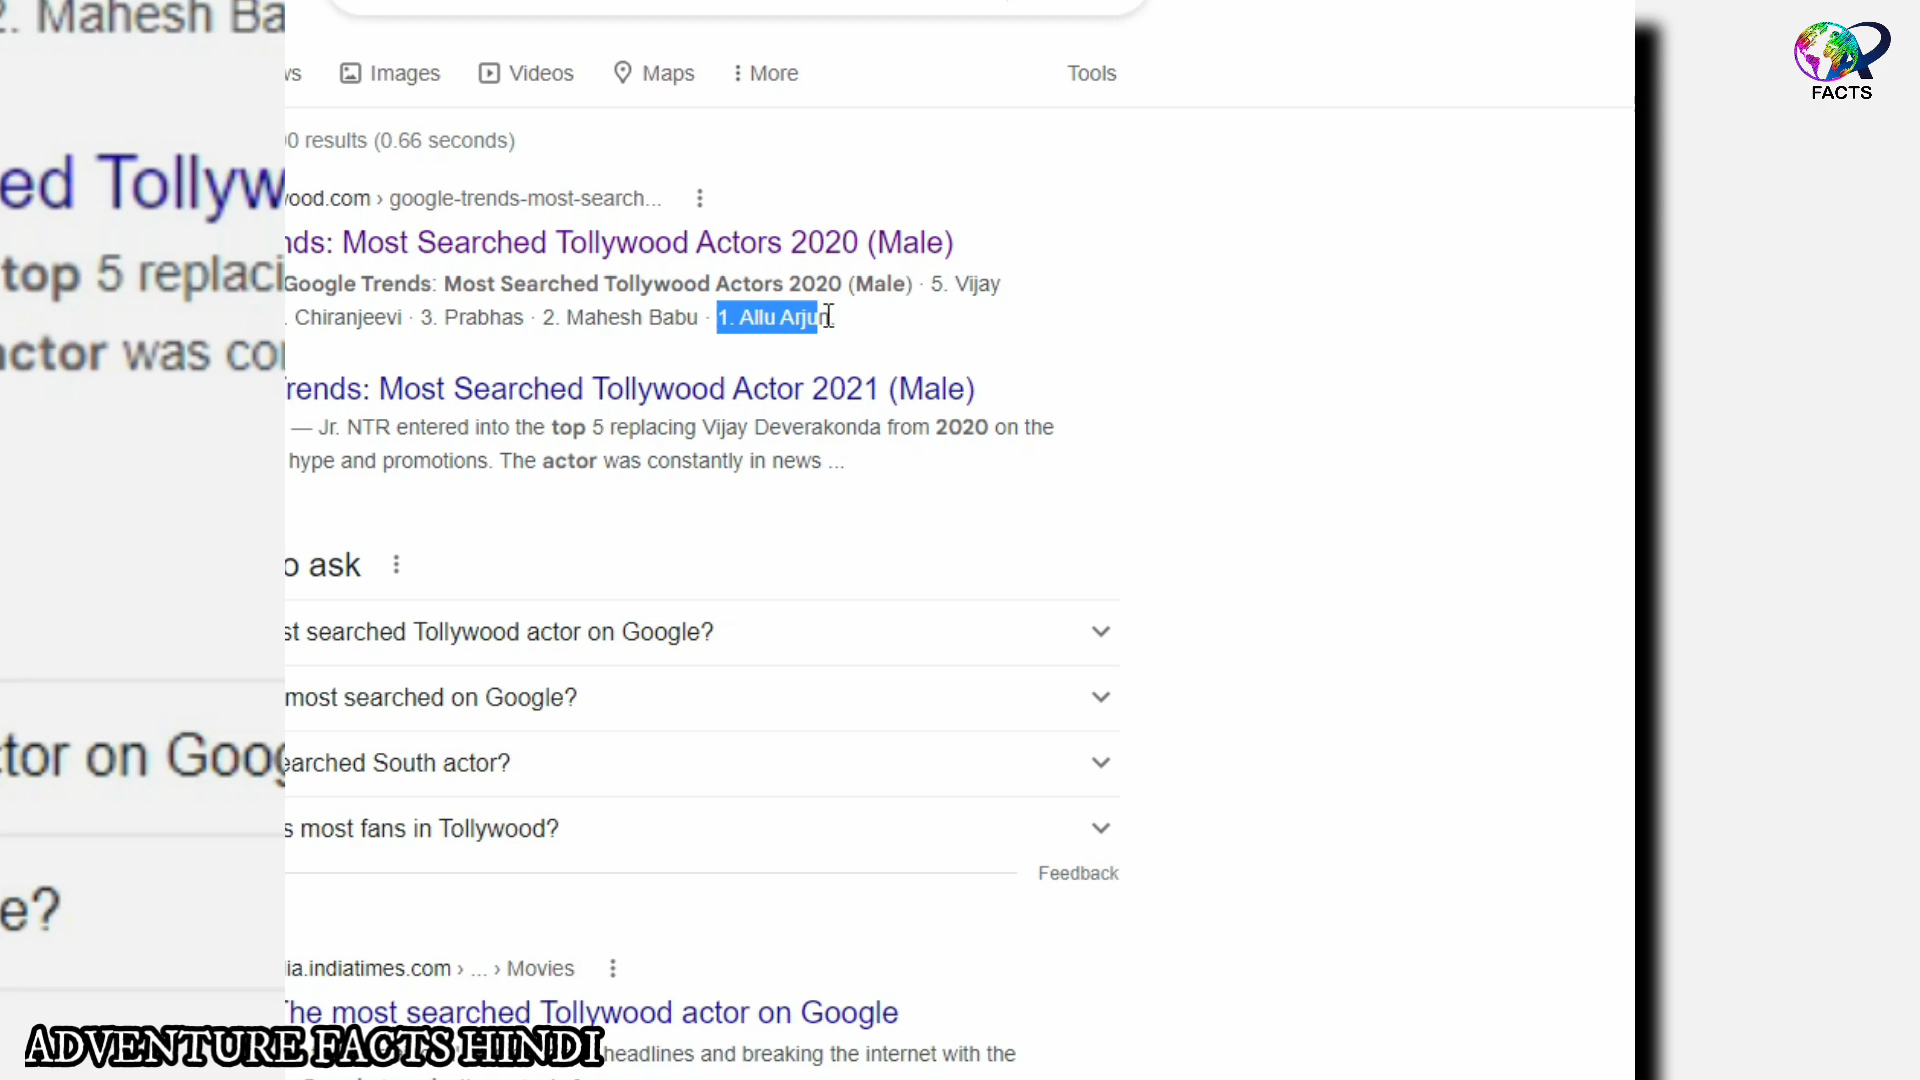 2. Mahesh Ba
ed Tollyw
top 5 replaci
actor was co
ctor on Goog
e?
ws Images Videos Maps More Tools
0 results (0.66 seconds)
wood.com › google-trends-most-search...
nds: Most Searched Tollywood Actors 2020 (Male)
Google Trends: Most Searched Tollywood Actors 2020 (Male) · 5. Vijay
. Chiranjeevi · 3. Prabhas · 2. Mahesh Babu · 1. Allu Arjun.
Trends: Most Searched Tollywood Actor 2021 (Male)
— Jr. NTR entered into the top 5 replacing Vijay Deverakonda from 2020 on the
hype and promotions. The actor was constantly in news ...
o ask
st searched Tollywood actor on Google?
most searched on Google?
earched South actor?
s most fans in Tollywood?
Feedback
ia.indiatimes.com › ... › Movies
The most searched Tollywood actor on Google
headlines and breaking the internet with the
ADVENTURE FACTS HINDI
R
FACTS